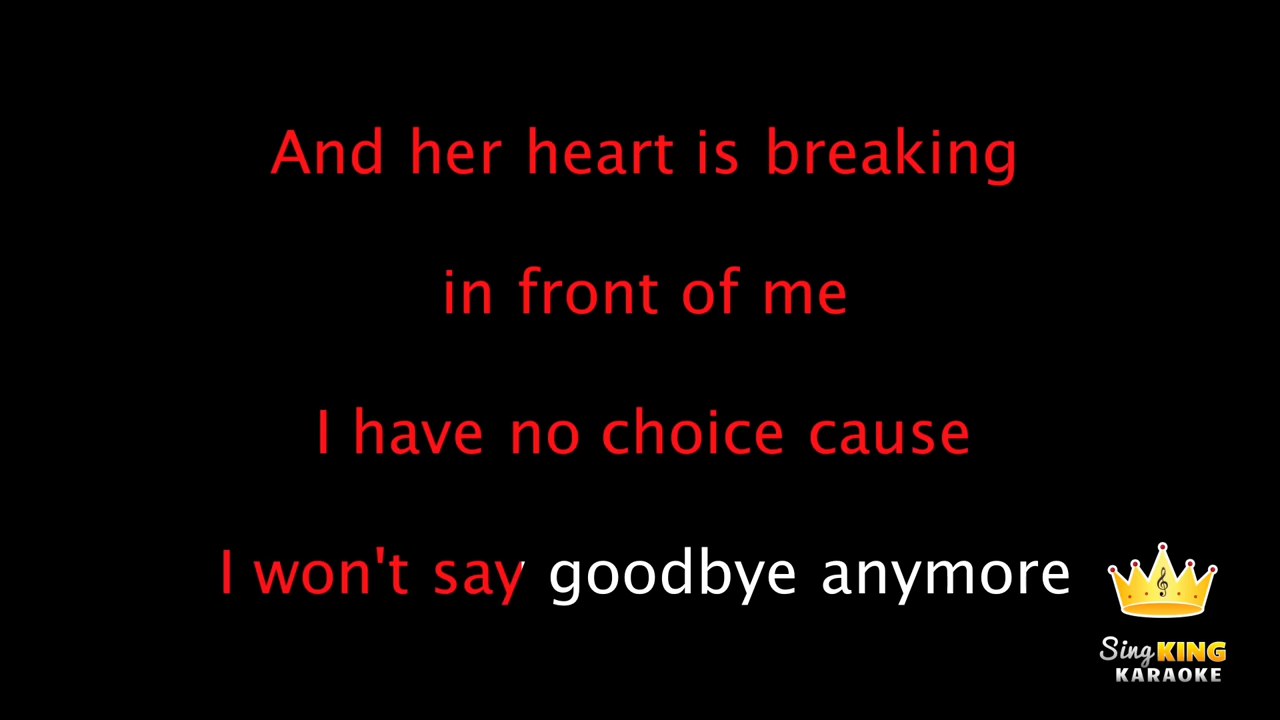 And her heart is breaking
in front of me
I have no choice cause
I won't say goodbye anymore
Sing KING
KARAOKE